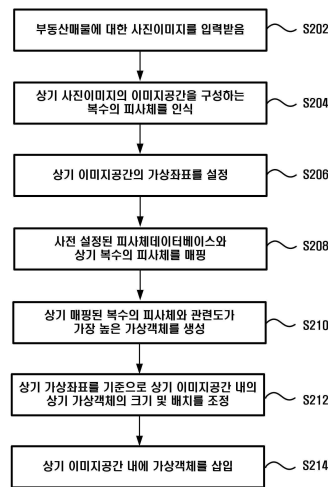 부동산매물에 대한 사진이미지를 입력받음
S202
상기 사진이미지의 이미지공간을 구성하는
복수의 피사체를 인식
S204
상기 이미지공간의 가상좌표를 설정
S206
사전 설정된 피사체데이터베이스와
상기 복수의 피사체를 매핑
S208
상기 매핑된 복수의 피사체와 관련도가
가장 높은 가상객체를 생성
S210
상기 가상좌표를 기준으로 상기 이미지공간 내의
상기 가상객체의 크기 및 배치를 조정
S212
상기 이미지공간 내에 가상객체를 삽입
S214